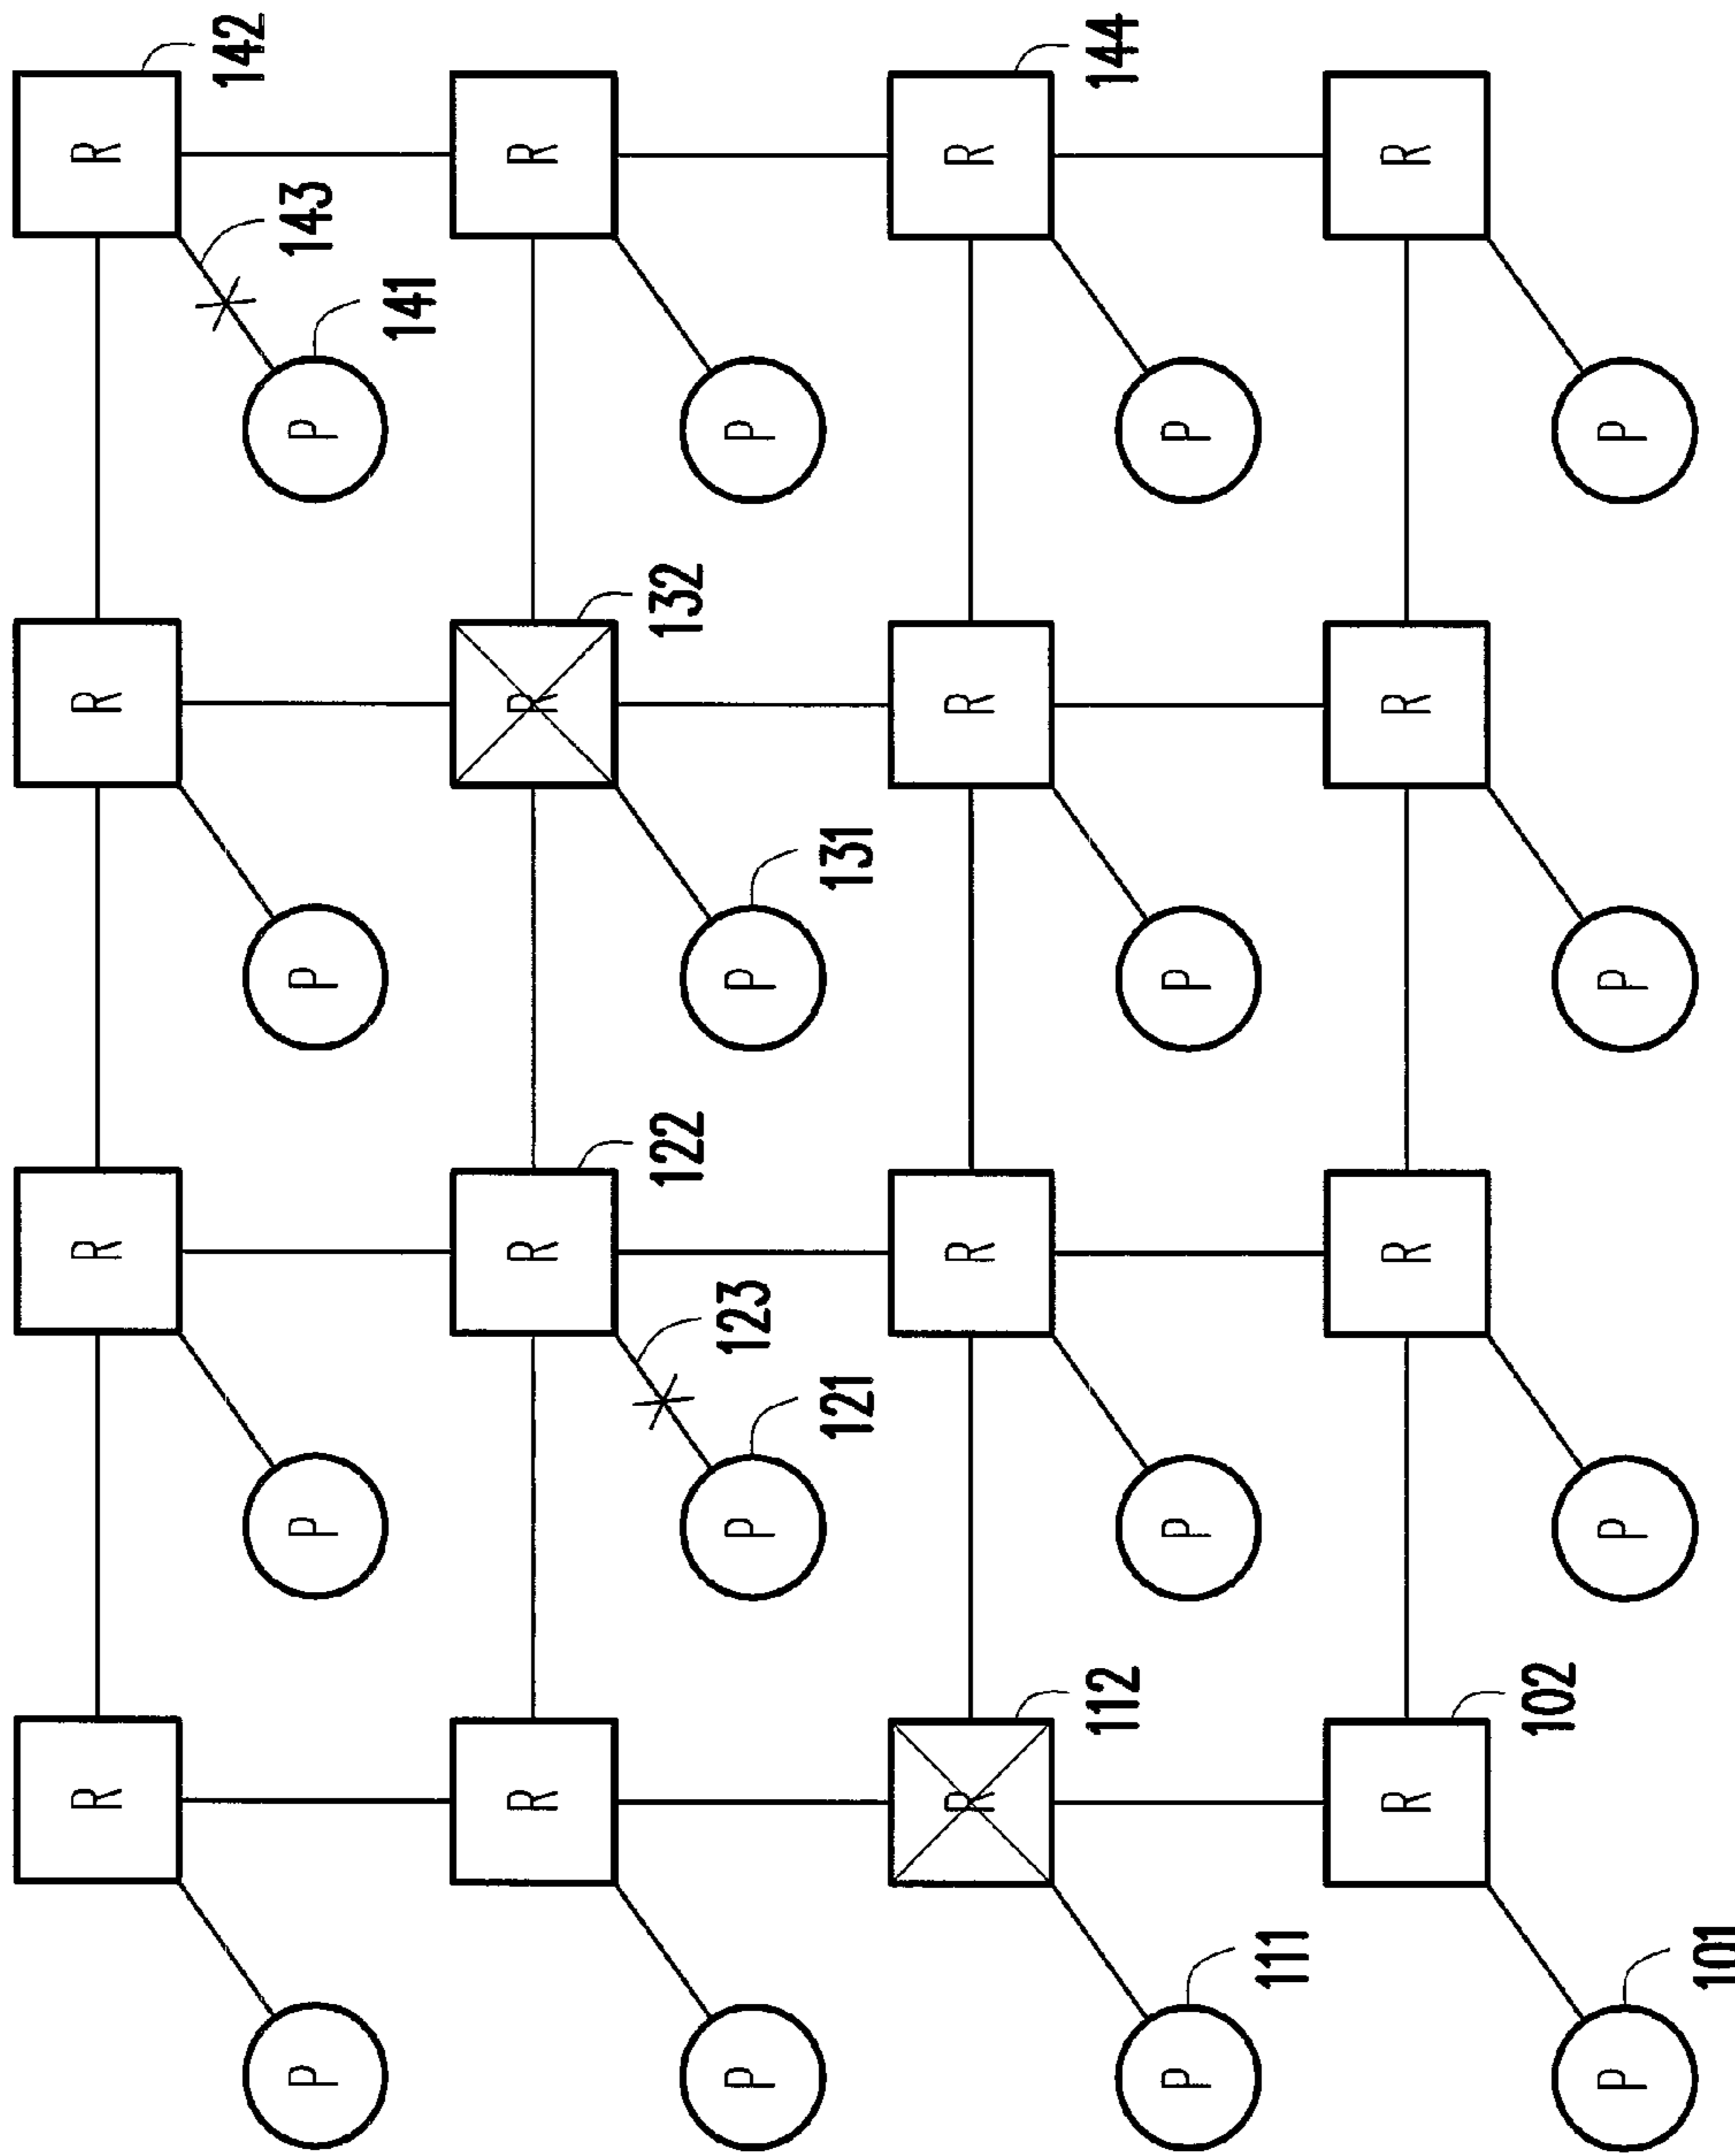 R R R R
142
P P P P 143
141
R R R R
122 132
P P 123 P P
121 131
R R R R
112 144
P P P P
111
R R R R
102
P P P P
101